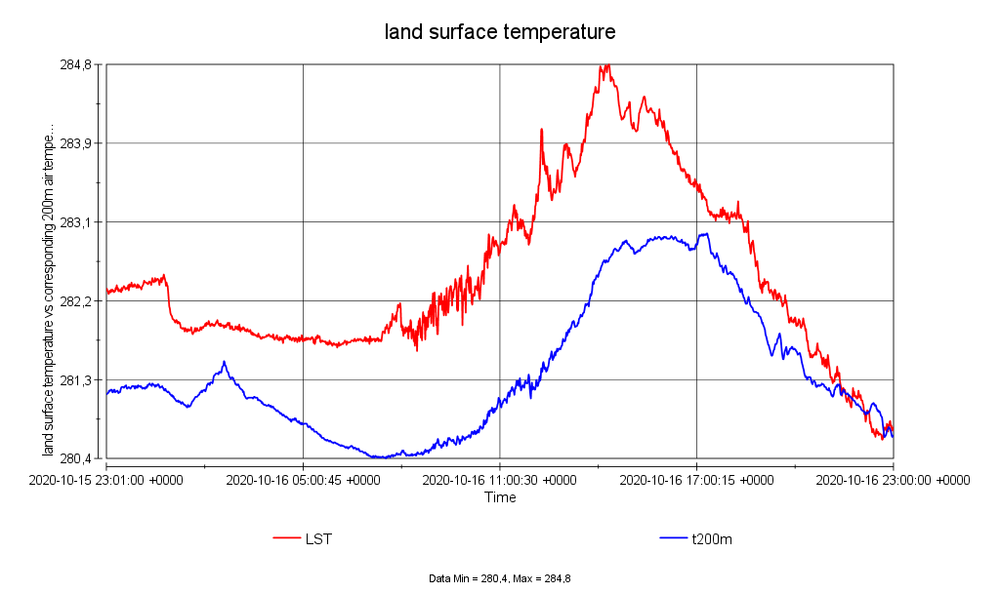 land surface temperature
land surface temperature vs corresponding 200m air tempe...
284,8
283,9
283,1
282,2
281,3
280,4
2020-10-15 23:01:00 +0000
2020-10-16 05:00:45 +0000
2020-10-16 11:00:30 +0000
2020-10-16 17:00:15 +0000
2020-10-16 23:00:00 +0000
Time
LST
t200m
Data Min = 280,4, Max = 284,8